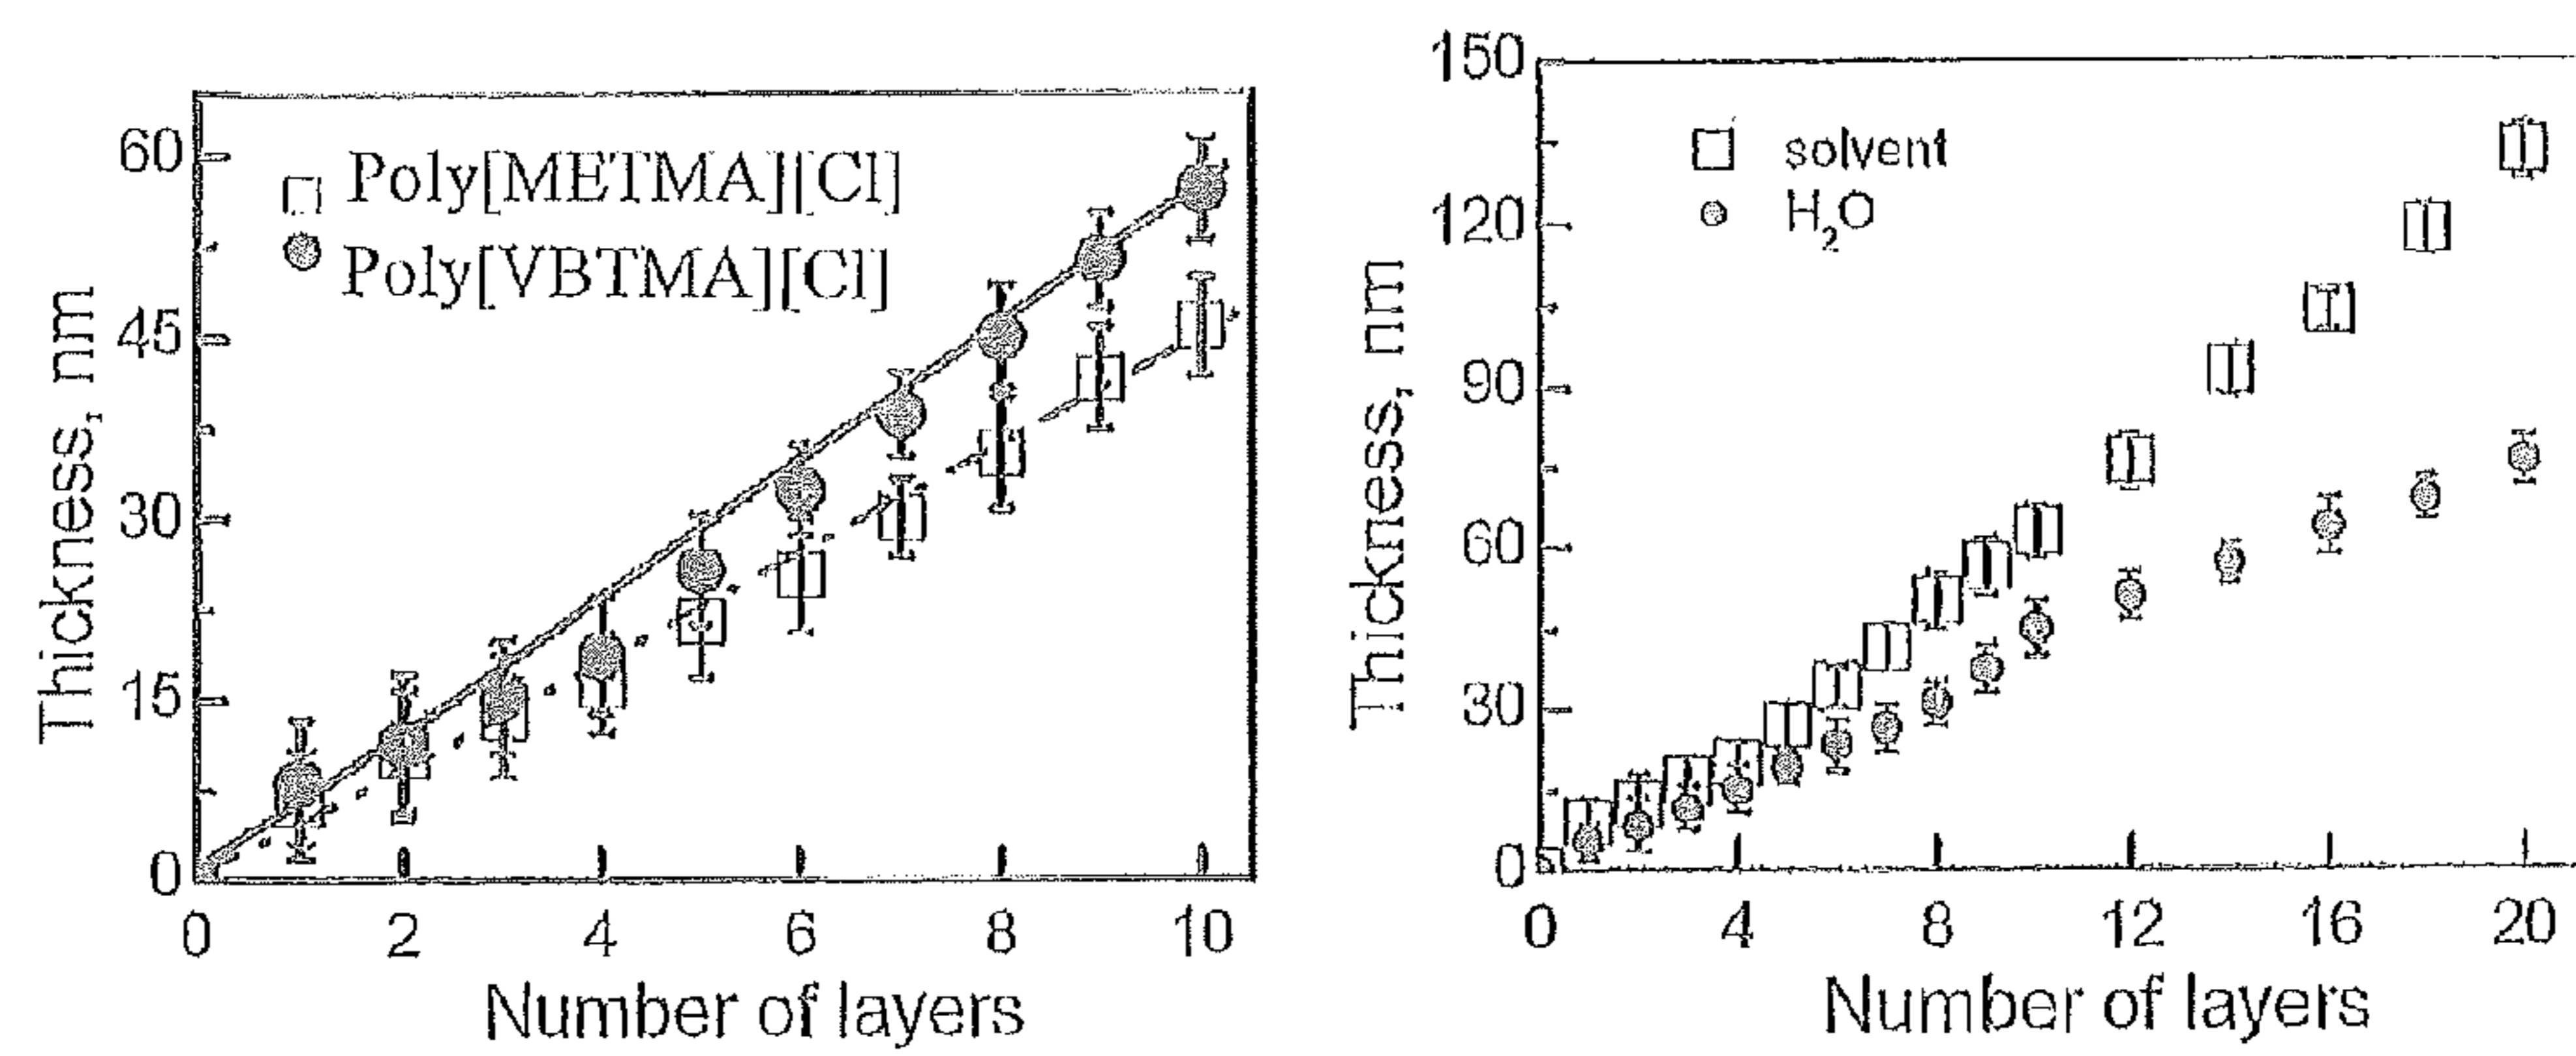 60
45
30
15
0
Thickness, nm
Poly[METMA][Cl]
Poly[VBTMA][Cl]
0 2 4 6 8 10
Number of layers
150
120
90
60
30
0
Thickness, nm
solvent
H₂O
0 4 8 12 16 20
Number of layers